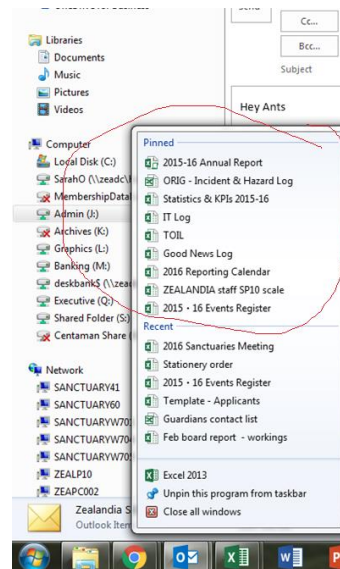 Send
Cc...
Bcc...
Subject
Hey Ants
Libraries
Documents
Music
Pictures
Videos
Computer
Local Disk (C:)
SarahO (\\zeadc\
MembershipData
Admin (J:)
Archives (K:)
Graphics (L:)
Banking (M:)
deskbank$ (\\zead
Executive (Q:)
Shared Folder (S:)
Centaman Share (
Network
SANCTUARY41
SANCTUARY60
SANCTUARYW70
SANCTUARYW704
SANCTUARYW705
ZEALP10
ZEAPC002
Zealandia S
Outlook Item
Pinned
2015-16 Annual Report
ORIG - Incident & Hazard Log
Statistics & KPIs 2015-16
IT Log
TOIL
Good News Log
2016 Reporting Calendar
ZEALANDIA staff SP10 scale
2015 - 16 Events Register
Recent
2016 Sanctuaries Meeting
Stationery order
2015 - 16 Events Register
Template - Applicants
Guardians contact list
Feb board report - workings
Excel 2013
Unpin this program from taskbar
Close all windows